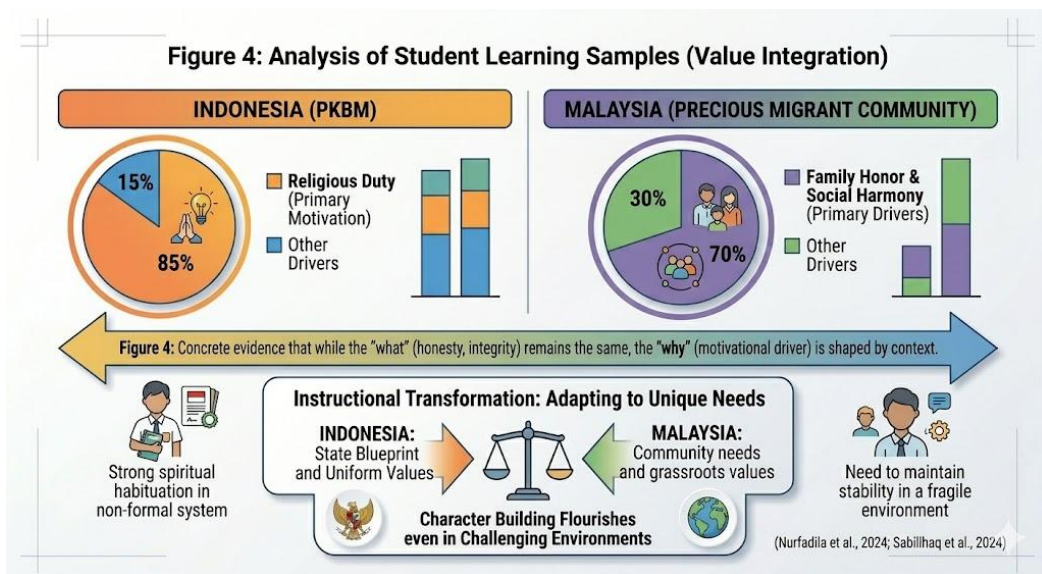 Figure 4: Analysis of Student Learning Samples (Value Integration)
INDONESIA (PKBM)
15%
85%
Religious Duty
(Primary
Motivation)
Other
Drivers
MALAYSIA (PRECIOUS MIGRANT COMMUNITY)
30%
70%
Family Honor &
Social Harmony
(Primary Drivers)
Other
Drivers
Figure 4: Concrete evidence that while the "what" (honesty, integrity) remains the same, the "why" (motivational driver) is shaped by context.
Strong spiritual
habituation in
non-formal system
Instructional Transformation: Adapting to Unique Needs
INDONESIA:
State Blueprint
and Uniform Values
MALAYSIA:
Community needs
and grassroots values
Character Building Flourishes
even in Challenging Environments
Need to maintain
stability in a fragile
environment
(Nurfadila et al., 2024; Sabillhaq et al., 2024)